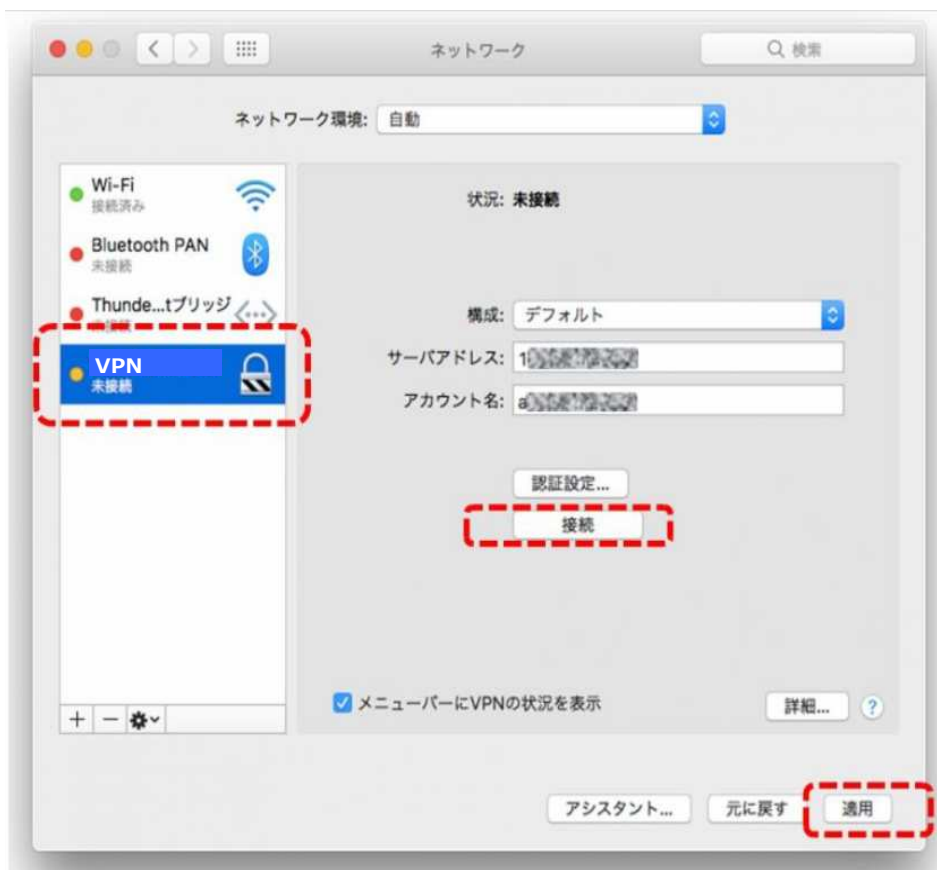 ネットワーク
検索
ネットワーク環境: 自動
Wi-Fi
接続済み
Bluetooth PAN
未接続
Thunde...tブリッジ
VPN
未接続
状況: 未接続
構成: デフォルト
サーバアドレス: 1
アカウント名: a
認証設定...
接続
メニューバーにVPNの状況を表示
詳細... ?
アシスタント... 元に戻す 適用